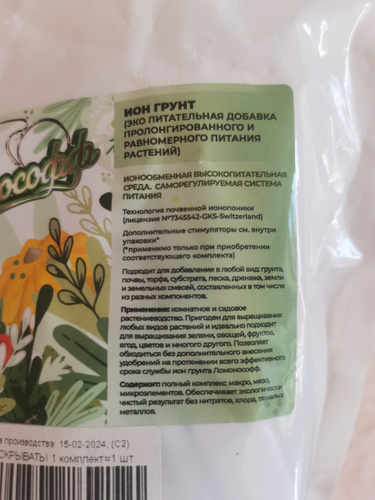 ИОН ГРУНТ
(ЭКО ПИТАТЕЛЬНАЯ ДОБАВКА
ПРОЛОНГИРОВАННОГО И
РАВНОМЕРНОГО ПИТАНИЯ
РАСТЕНИЙ)
ИОНООБМЕННАЯ ВЫСОКОПИТАТЕЛЬНАЯ
СРЕДА, САМОРЕГУЛИРУЕМАЯ СИСТЕМА
ПИТАНИЯ
Технология почвенной ионопоники
(лицензия №7345542-GKS-Switzerland)
Дополнительные стимуляторы см. внутри
упаковки*
(*применимо только при приобретении
соответствующего комплекта)
Подходит для добавления в любой вид грунта,
почвы, торфа, субстрата, песка, дренажа, земли
и земельных смесей, составленных в том числе
из разных компонентов.
Применение: комнатное и садовое
растениеводство. Пригоден для выращивания
любых видов растений и идеально подходит
для выращивания зелени, овощей, фруктов,
ягод, цветов и многого другого. Позволяет
обходиться без дополнительного внесения
удобрений на протяжении всего эффективного
срока службы ион грунта Ломонософф.
Содержит: полный комплекс макро, мезо,
микроэлементов. Обеспечивает экологически
чистый результат без нитратов, хлора, тяжелых
металлов.
осософф
а производства: 15-02-2024, (С2)
СКРЫВАТЬ! 1 комплект=1 шт